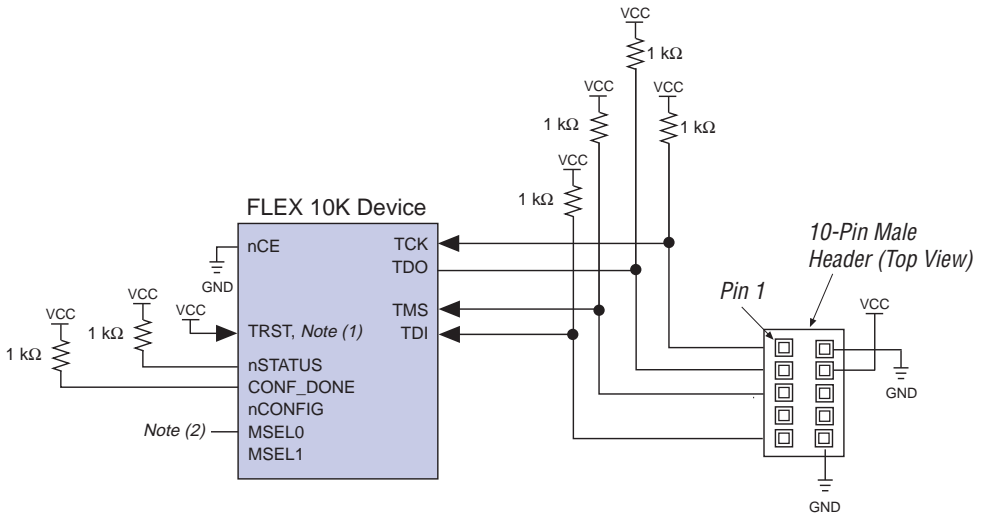 VCC
1 kΩ
VCC
1 kΩ
VCC
1 kΩ
VCC
1 kΩ
FLEX 10K Device
nCE
GND
TCK
TDO
TMS
TDI
VCC
TRST, Note (1)
VCC
1 kΩ
nSTATUS
VCC
1 kΩ
CONF_DONE
nCONFIG
Note (2)
MSEL0
MSEL1
10-Pin Male
Header (Top View)
Pin 1
VCC
GND
GND